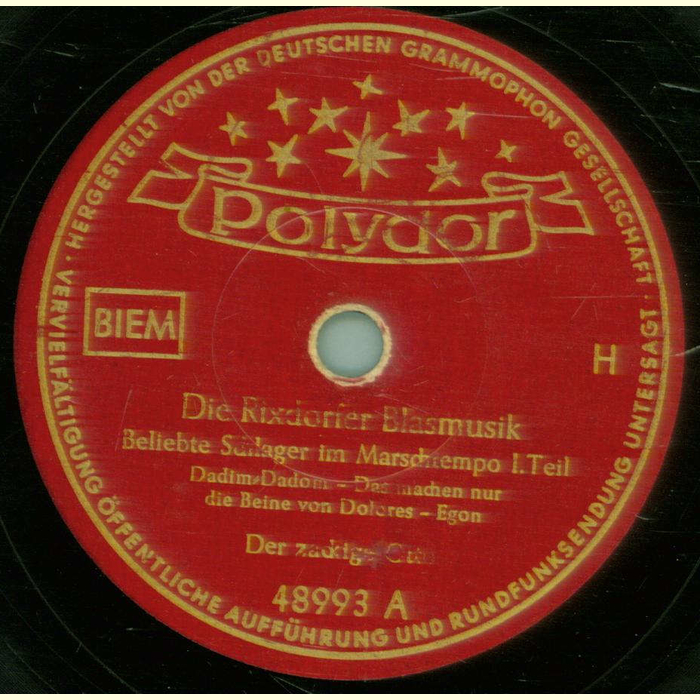 HERGESTELLT VON DER DEUTSCHEN GRAMMOPHON GESELLSCHAFT ·
Polydor
BIEM
H
Die Rixdorfer Blasmusik
Beliebte Schlager im Marschtempo I. Teil
Dadim-Dadom – Das machen nur
die Beine von Dolores – Egon
Der zackige
48993 A
VERVIELFÄLTIGUNG ÖFFENTLICHE AUFFÜHRUNG UND RUNDFUNKSENDUNG UNTERSAGT ·